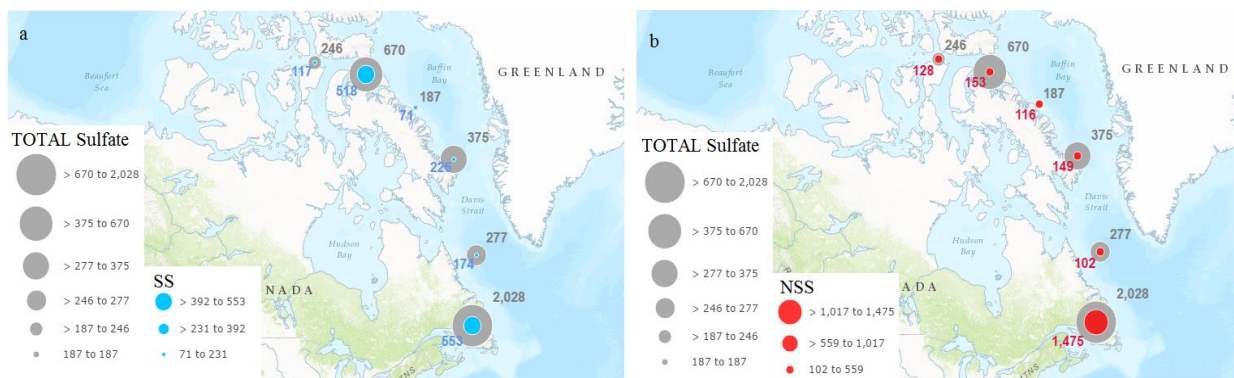 a
246
670
117
518
Beaufort
Sea
Baffin
Bay
GREENLAND
187
71
375
226
Davis
Strait
Hudson
Bay
277
174
NADA
2,028
553
TOTAL Sulfate
> 670 to 2,028
> 375 to 670
> 277 to 375
> 246 to 277
> 187 to 246
187 to 187
SS
> 392 to 553
> 231 to 392
71 to 231
b
246
670
128
153
Beaufort
Sea
Baffin
Bay
GREENLAND
187
116
375
149
Davis
Strait
Hudson
Bay
277
102
ADA
2,028
1,475
TOTAL Sulfate
> 670 to 2,028
> 375 to 670
> 277 to 375
> 246 to 277
> 187 to 246
187 to 187
NSS
> 1,017 to 1,475
> 559 to 1,017
102 to 559